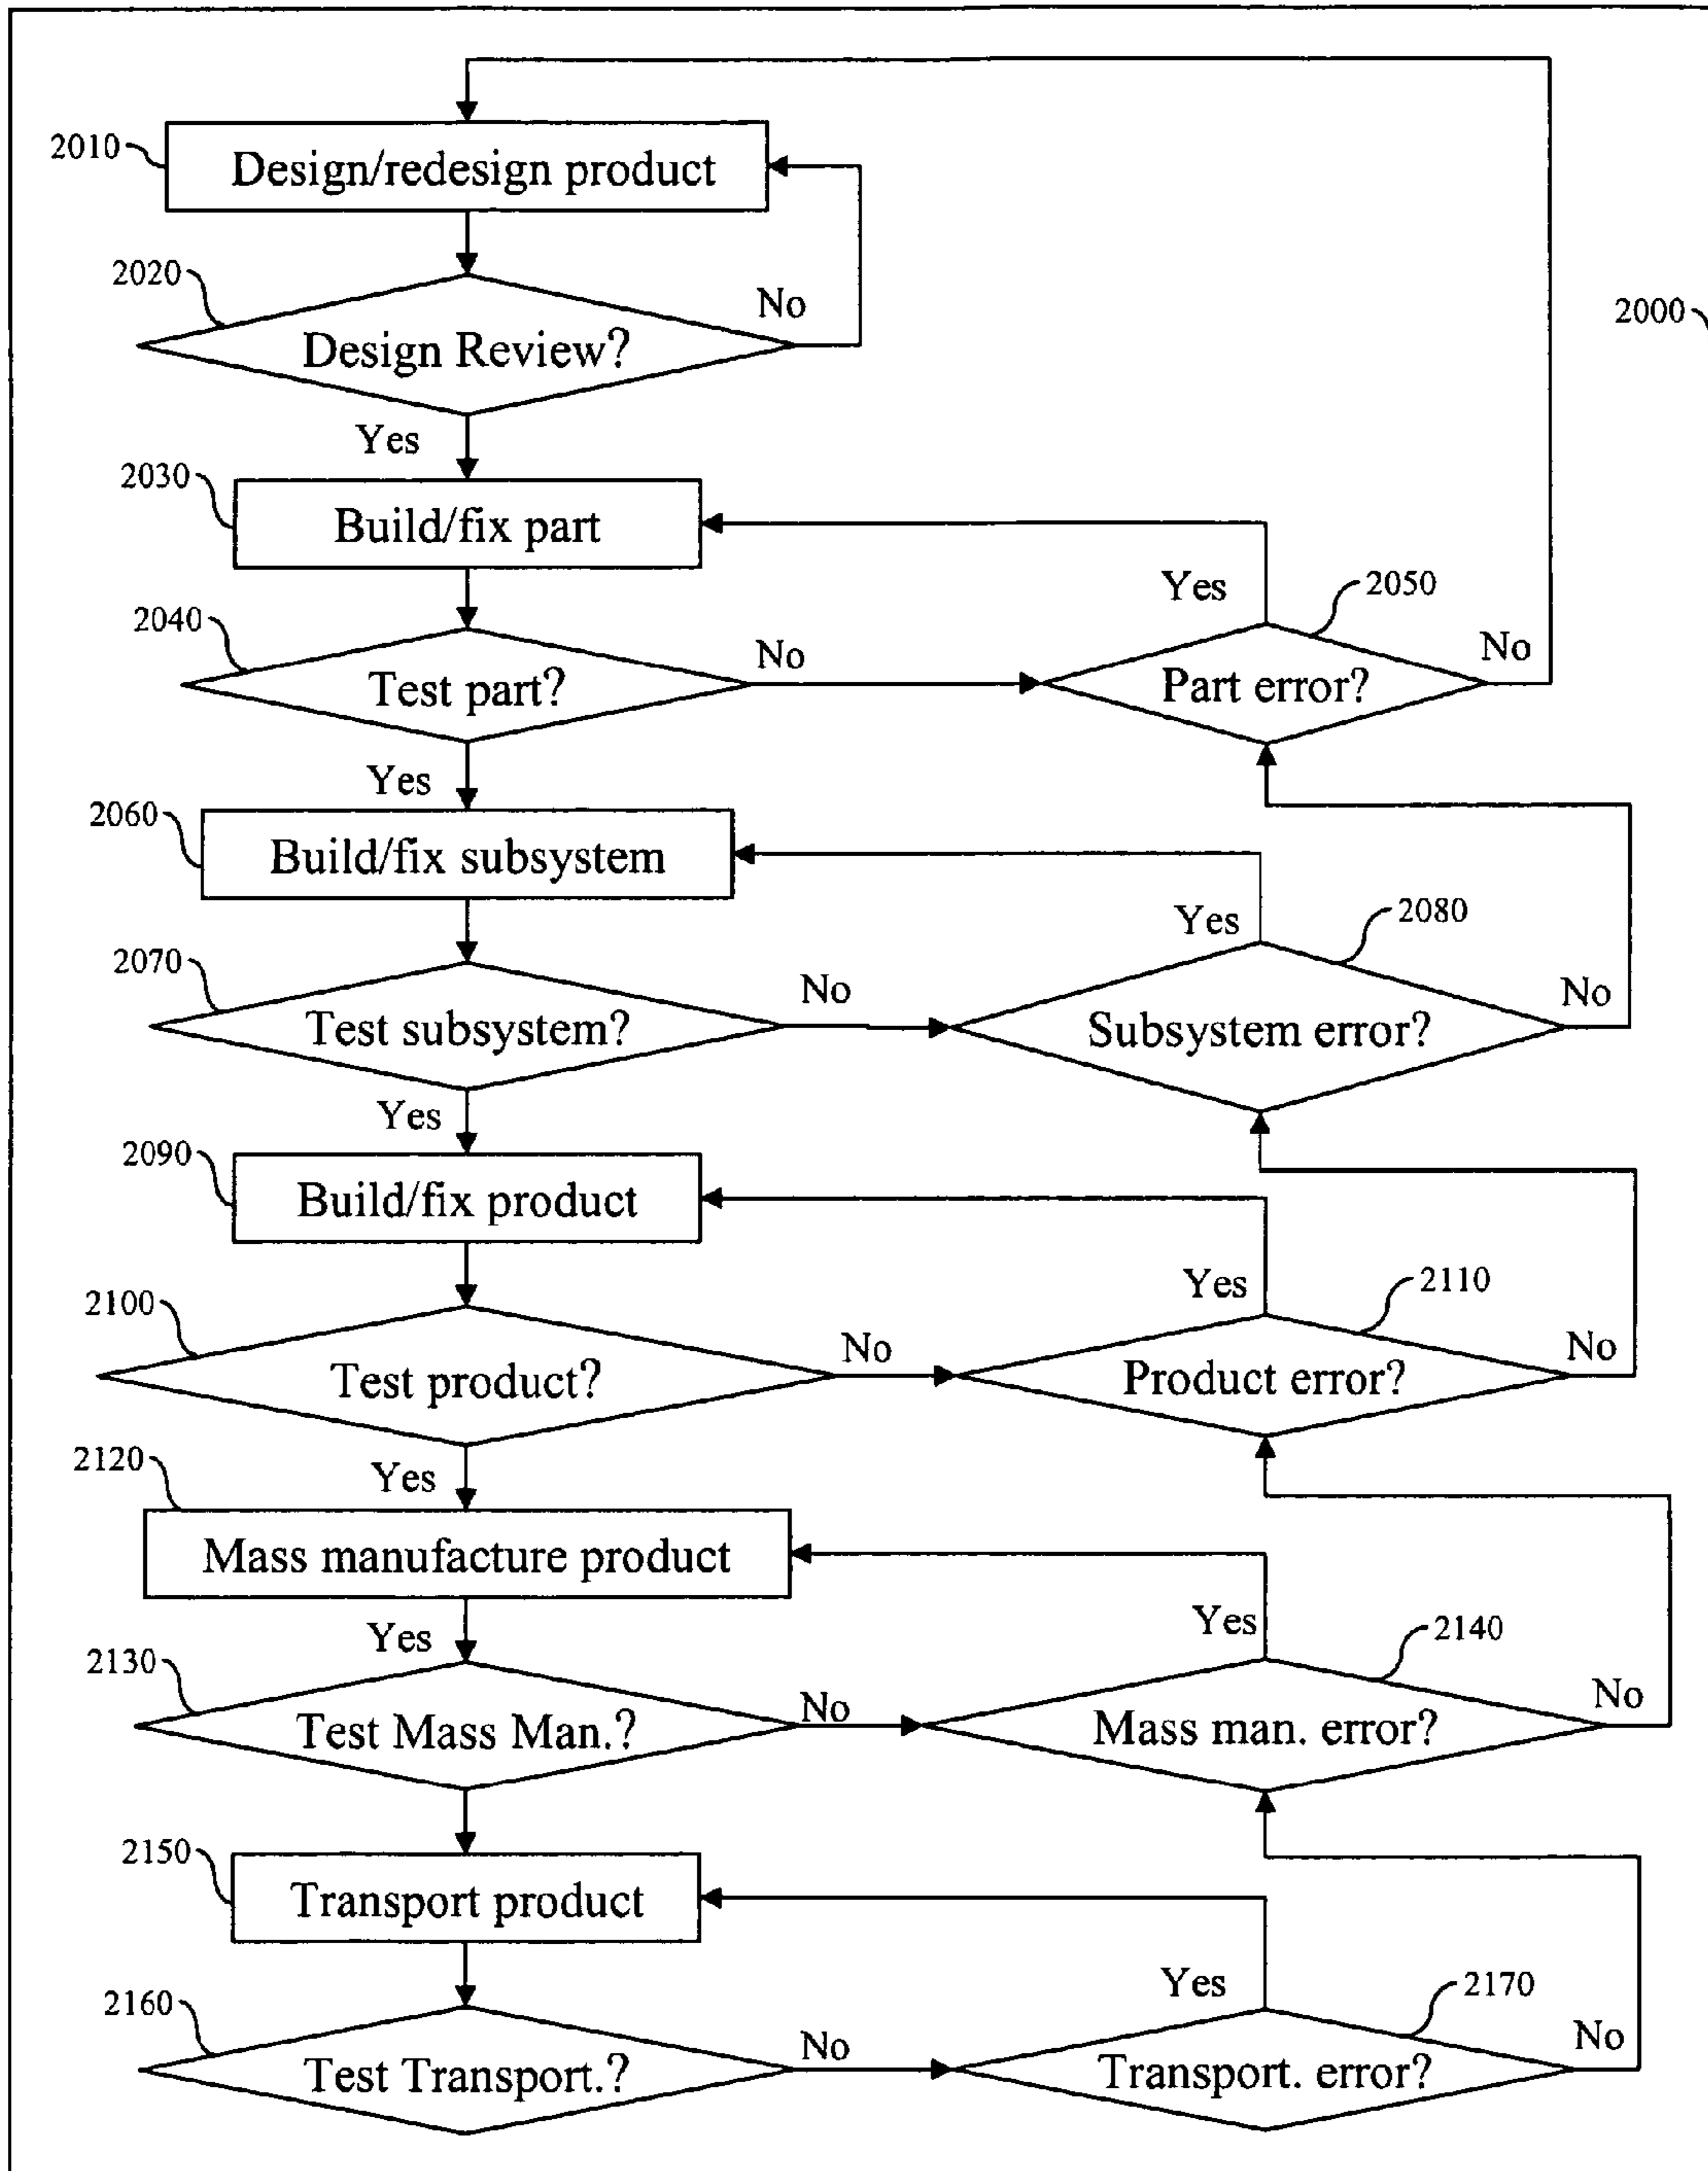 2010
Design/redesign product
2020
No
2000
Design Review?
Yes
2030
Build/fix part
Yes
2050
2040
No
No
Test part?
Part error?
Yes
2060
Build/fix subsystem
Yes
2080
2070
No
No
Test subsystem?
Subsystem error?
Yes
2090
Build/fix product
Yes
2110
2100
No
No
Test product?
Product error?
2120
Yes
Mass manufacture product
Yes
Yes
2140
2130
No
No
Test Mass Man.?
Mass man. error?
2150
Transport product
Yes
2170
2160
No
No
Test Transport.?
Transport. error?